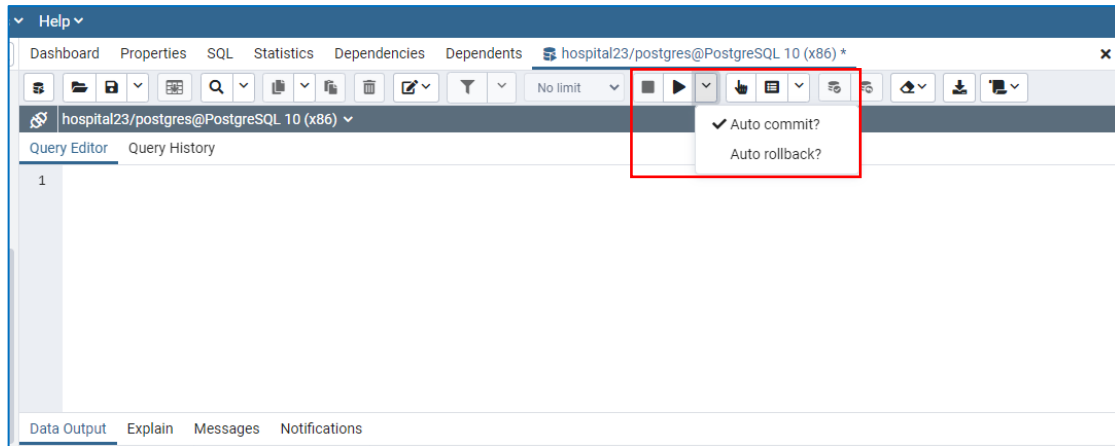 Help
Dashboard Properties SQL Statistics Dependencies Dependents hospital23/postgres@PostgreSQL 10 (x86) *
No limit
hospital23/postgres@PostgreSQL 10 (x86)
Auto commit?
Query Editor Query History
Auto rollback?
1
Data Output Explain Messages Notifications